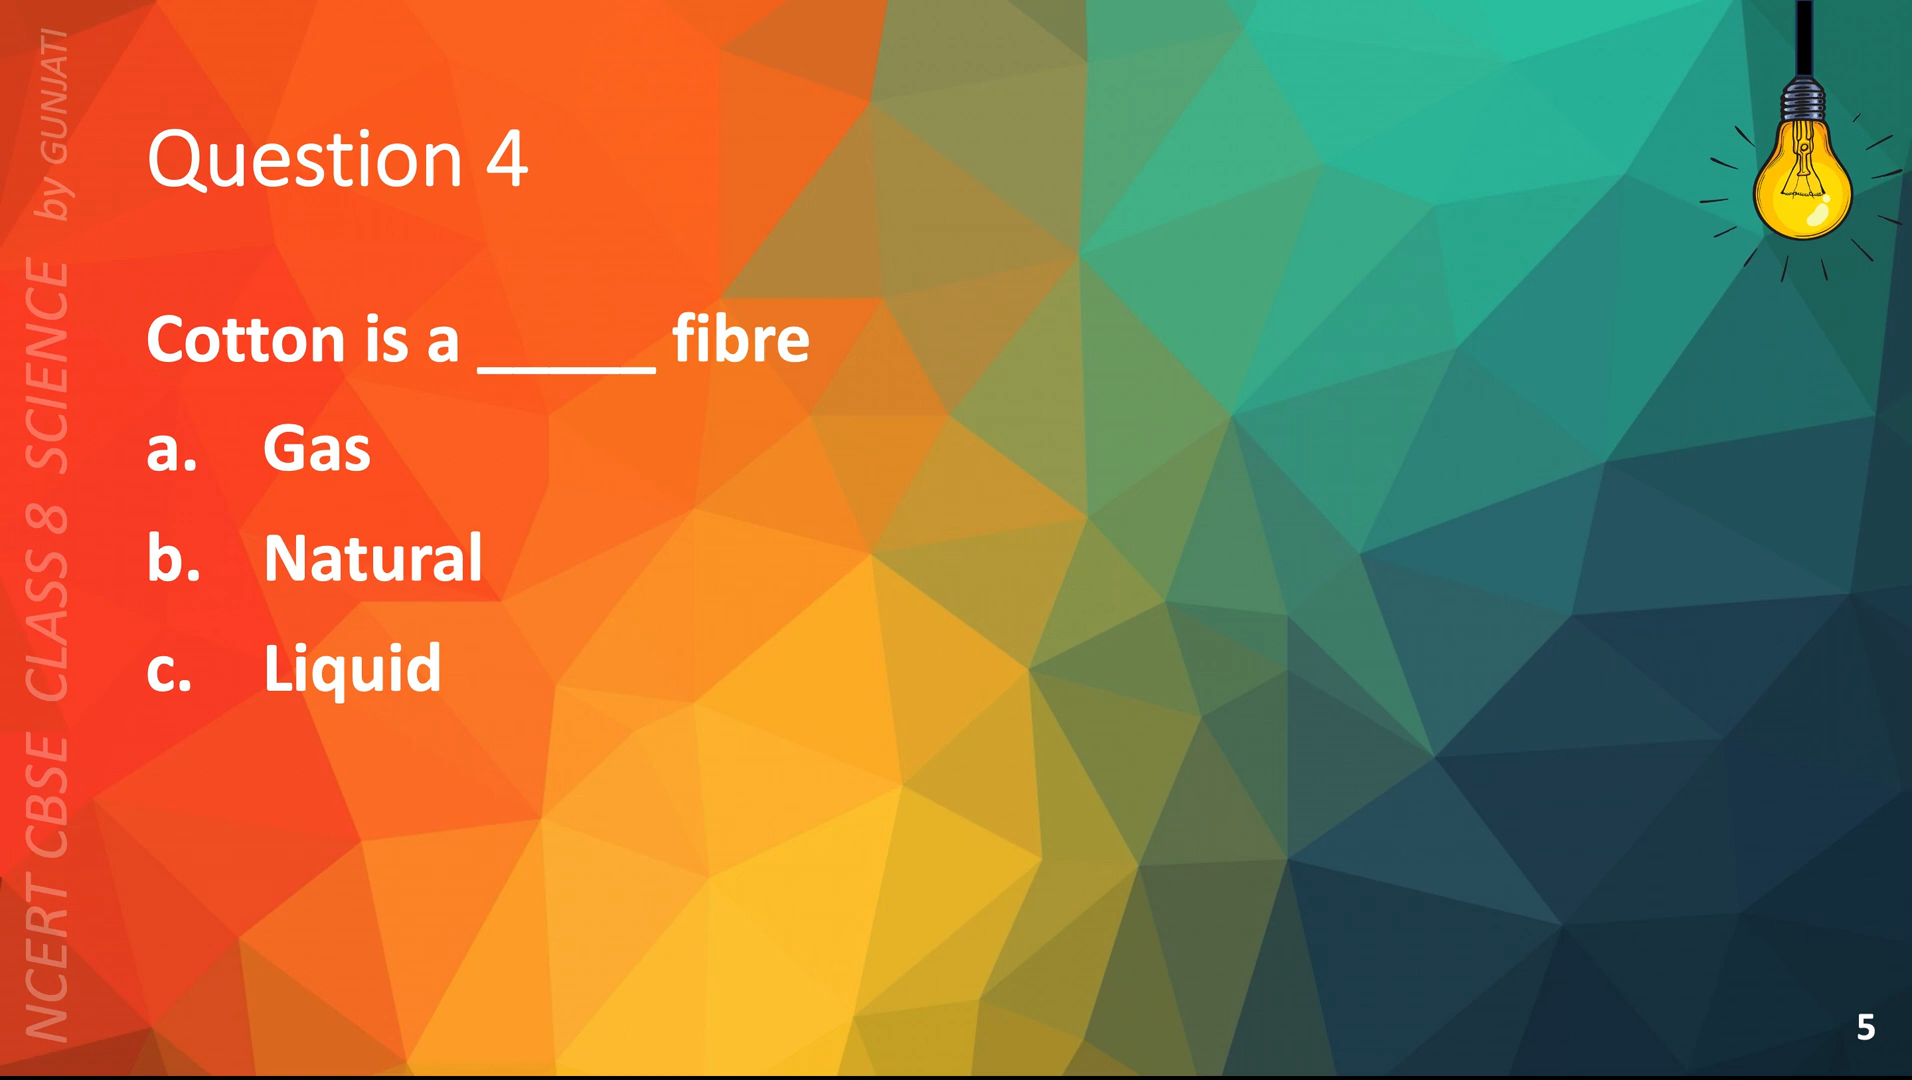 Question 4
Cotton is a _____ fibre
a. Gas
b. Natural
c. Liquid
NCERT CBSE CLASS 8 SCIENCE by GUNJATI
5